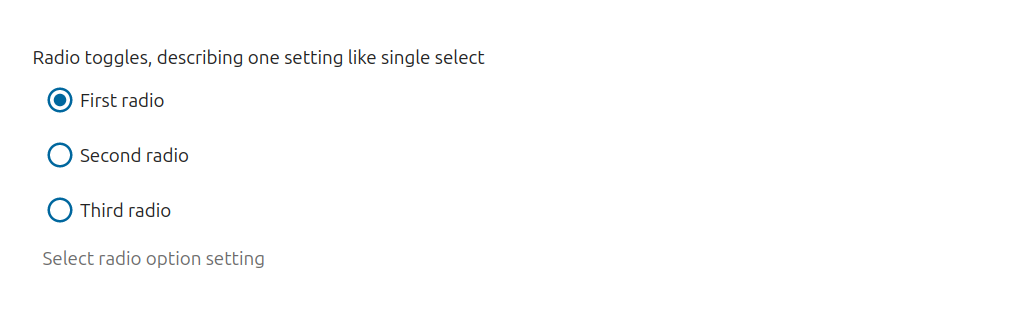 Radio toggles, describing one setting like single select
First radio
Second radio
Third radio
Select radio option setting